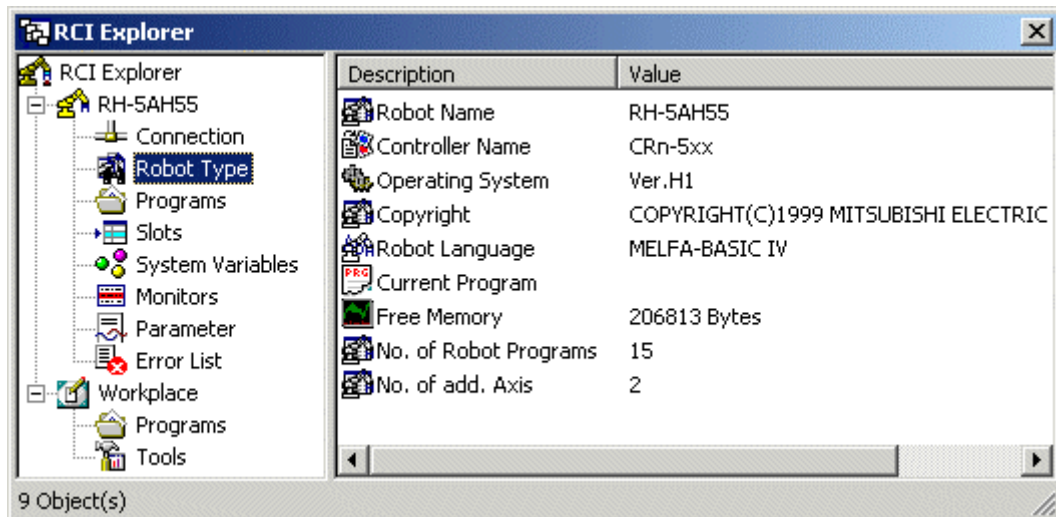 RCI Explorer
RCI Explorer
RH-5AH55
Connection
Robot Type
Programs
Slots
System Variables
Monitors
Parameter
Error List
Workplace
Programs
Tools
Description Value
Robot Name RH-5AH55
Controller Name CRn-5xx
Operating System Ver.H1
Copyright COPYRIGHT(C)1999 MITSUBISHI ELECTRIC
Robot Language MELFA-BASIC IV
PRG Current Program
Free Memory 206813 Bytes
No. of Robot Programs 15
No. of add. Axis 2
9 Object(s)